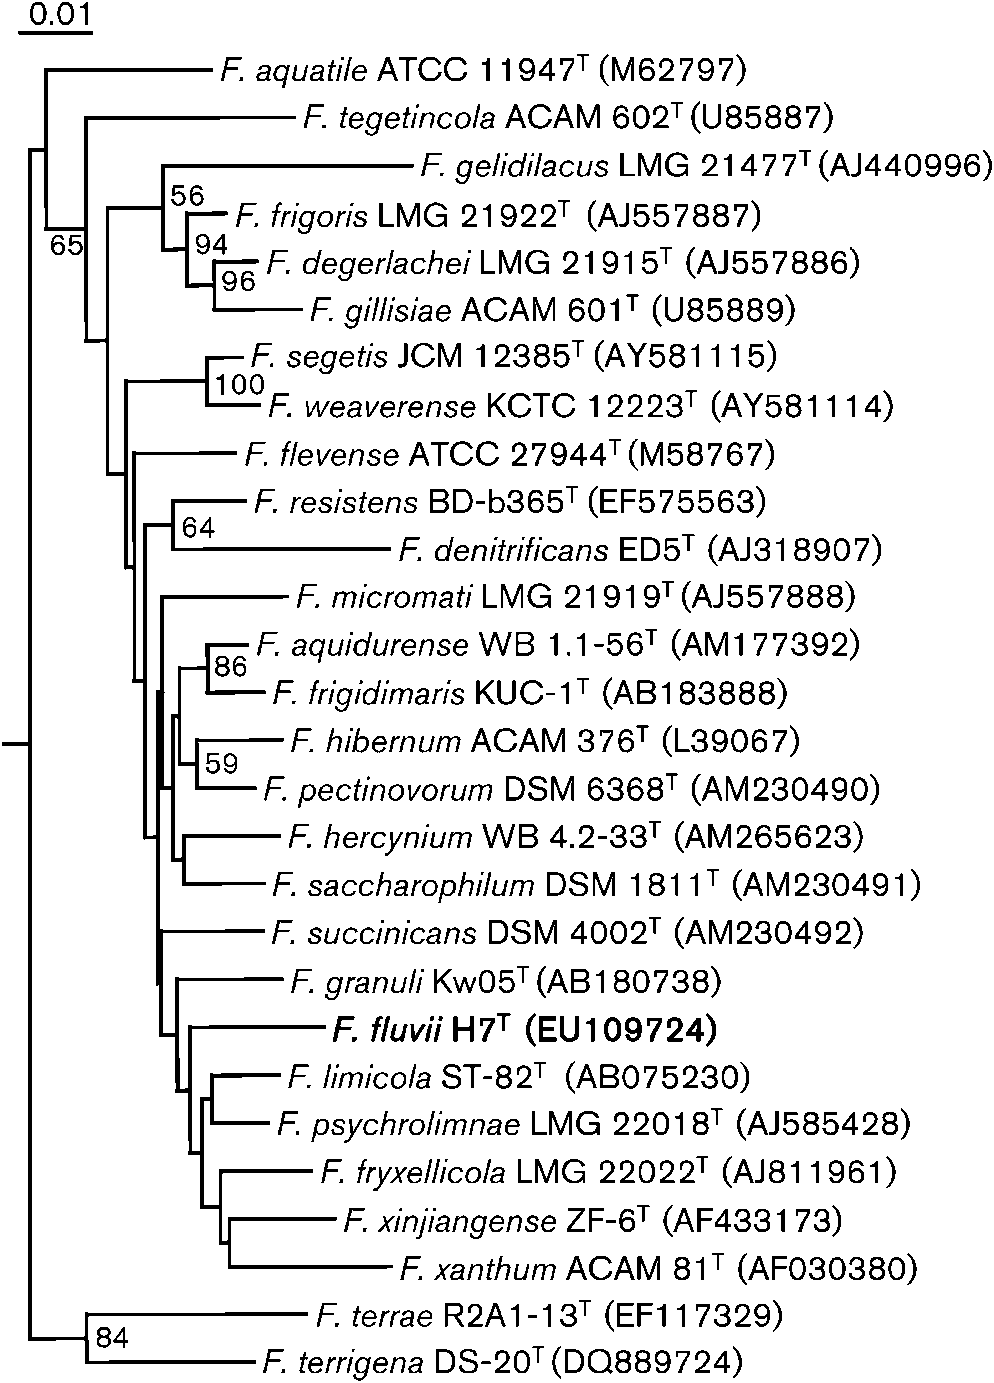 0.01
F. aquatile ATCC 11947ᵀ (M62797)
F. tegetincola ACAM 602ᵀ (U85887)
F. gelidilacus LMG 21477ᵀ (AJ440996)
56
F. frigoris LMG 21922ᵀ (AJ557887)
65
94
F. degerlachei LMG 21915ᵀ (AJ557886)
96
F. gillisiae ACAM 601ᵀ (U85889)
F. segetis JCM 12385ᵀ (AY581115)
100
F. weaverense KCTC 12223ᵀ (AY581114)
F. flevense ATCC 27944ᵀ (M58767)
F. resistens BD-b365ᵀ (EF575563)
64
F. denitrificans ED5ᵀ (AJ318907)
F. micromati LMG 21919ᵀ (AJ557888)
F. aquidurense WB 1.1-56ᵀ (AM177392)
86
F. frigidimaris KUC-1ᵀ (AB183888)
F. hibernum ACAM 376ᵀ (L39067)
59
F. pectinovorum DSM 6368ᵀ (AM230490)
F. hercynium WB 4.2-33ᵀ (AM265623)
F. saccharophilum DSM 1811ᵀ (AM230491)
F. succinicans DSM 4002ᵀ (AM230492)
F. granuli Kw05ᵀ (AB180738)
F. fluvii H7ᵀ (EU109724)
F. limicola ST-82ᵀ (AB075230)
F. psychrolimnae LMG 22018ᵀ (AJ585428)
F. fryxellicola LMG 22022ᵀ (AJ811961)
F. xinjiangense ZF-6ᵀ (AF433173)
F. xanthum ACAM 81ᵀ (AF030380)
F. terrae R2A1-13ᵀ (EF117329)
84
F. terrigena DS-20ᵀ (DQ889724)